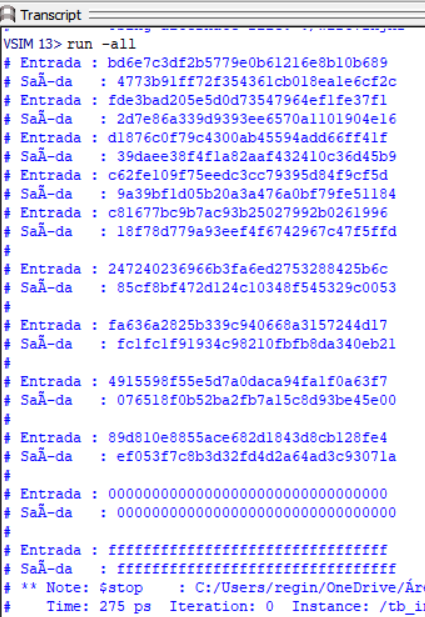 Transcript
VSIM 13> run -all
# Entrada : bd6e7c3df2b5779e0b61216e8b10b689
# SaÃ-da   : 4773b91ff72f354361cb018ea1e6cf2c
# Entrada : fde3bad205e5d0d73547964ef1fe37f1
# SaÃ-da   : 2d7e86a339d9393ee6570a1101904e16
# Entrada : d1876c0f79c4300ab45594add66ff41f
# SaÃ-da   : 39daee38f4f1a82aaf432410c36d45b9
# Entrada : c62fe109f75eedc3cc79395d84f9cf5d
# SaÃ-da   : 9a39bf1d05b20a3a476a0bf79fe51184
# Entrada : c81677bc9b7ac93b25027992b0261996
# SaÃ-da   : 18f78d779a93eef4f6742967c47f5ffd
#
# Entrada : 247240236966b3fa6ed2753288425b6c
# SaÃ-da   : 85cf8bf472d124c10348f545329c0053
#
# Entrada : fa636a2825b339c940668a3157244d17
# SaÃ-da   : fc1fc1f91934c98210fbfb8da340eb21
#
# Entrada : 4915598f55e5d7a0daca94fa1f0a63f7
# SaÃ-da   : 076518f0b52ba2fb7a15c8d93be45e00
#
# Entrada : 89d810e8855ace682d1843d8cb128fe4
# SaÃ-da   : ef053f7c8b3d32fd4d2a64ad3c93071a
#
# Entrada : 00000000000000000000000000000000
# SaÃ-da   : 00000000000000000000000000000000
#
# Entrada : ffffffffffffffffffffffffffffffff
# SaÃ-da   : ffffffffffffffffffffffffffffffff
# ** Note: $stop    : C:/Users/regin/OneDrive/Áre
#    Time: 275 ps  Iteration: 0  Instance: /tb_i